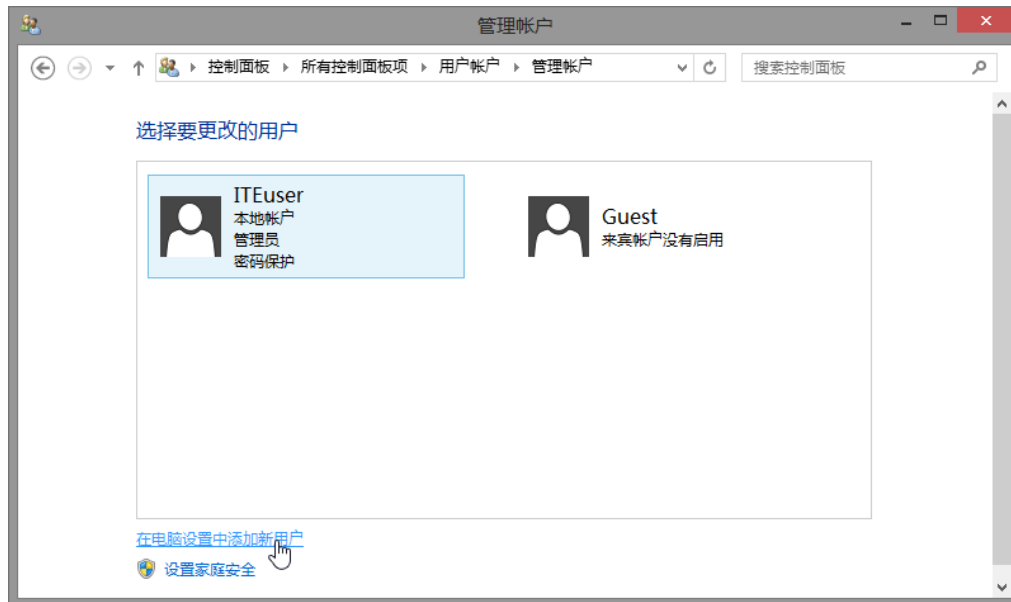 管理帐户
控制面板 ▸ 所有控制面板项 ▸ 用户帐户 ▸ 管理帐户
搜索控制面板
选择要更改的用户
ITEuser
本地帐户
管理员
密码保护
Guest
来宾帐户没有启用
在电脑设置中添加新用户
设置家庭安全